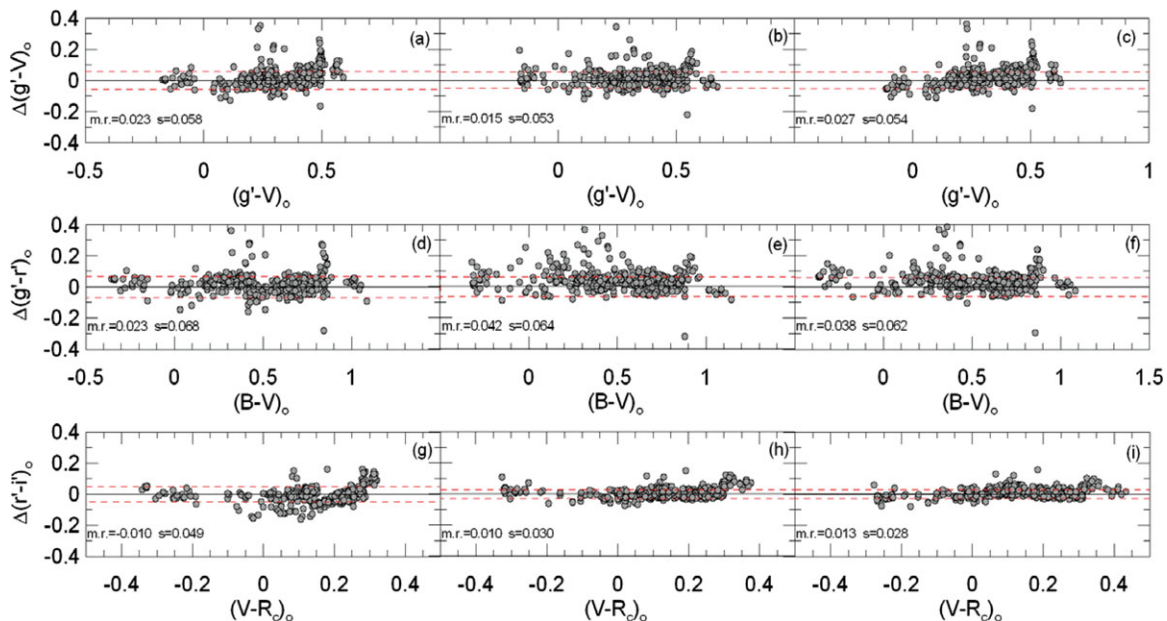 0.4
0.2
0
-0.2
-0.4
Δ(g'-V)ₒ
(a)
(b)
(c)
m.r.=0.023 s=0.058
m.r.=0.015 s=0.053
m.r.=0.027 s=0.054
-0.5 0 0.5 0 0.5 0 0.5 1
(g'-V)ₒ (g'-V)ₒ (g'-V)ₒ
0.4
0.2
0
-0.2
-0.4
Δ(g'-r')ₒ
(d)
(e)
(f)
m.r.=0.023 s=0.068
m.r.=0.042 s=0.064
m.r.=0.038 s=0.062
-0.5 0 0.5 1 0 0.5 1 0 0.5 1 1.5
(B-V)ₒ (B-V)ₒ (B-V)ₒ
0.4
0.2
0
-0.2
-0.4
Δ(r'-i')ₒ
(g)
(h)
(i)
m.r.=-0.010 s=0.049
m.r.=0.010 s=0.030
m.r.=0.013 s=0.028
-0.4 -0.2 0 0.2 0.4 -0.4 -0.2 0 0.2 0.4 -0.4 -0.2 0 0.2 0.4
(V-R꜀)ₒ (V-R꜀)ₒ (V-R꜀)ₒ